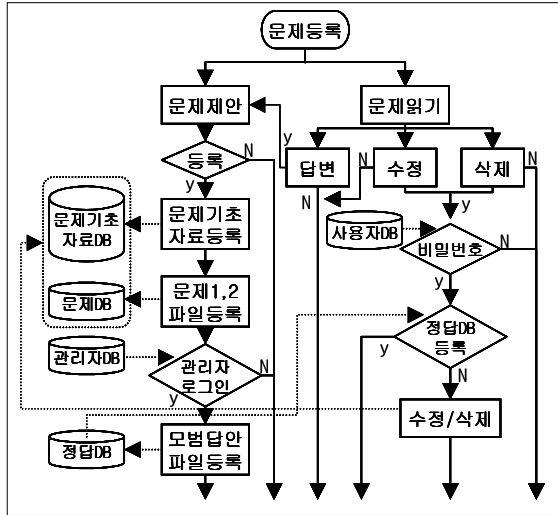 문제등록
문제제안
문제읽기
y
N
등록
답변
N
수정
삭제
N
y
N
문제기초
자료DB
문제기초
자료등록
사용자DB
y
비밀번호
N
문제DB
문제1,2
파일등록
y
정답DB
등록
y
관리자DB
관리자
로그인
N
N
y
수정/삭제
정답DB
모범답안
파일등록